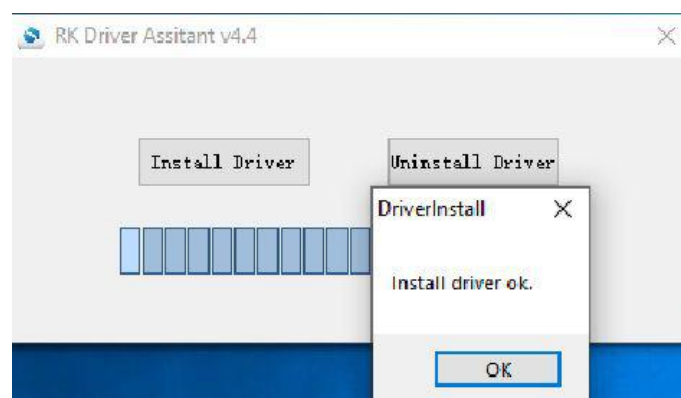 RK Driver Assitant v4.4
Install Driver
Uninstall Driver
DriverInstall
Install driver ok.
OK